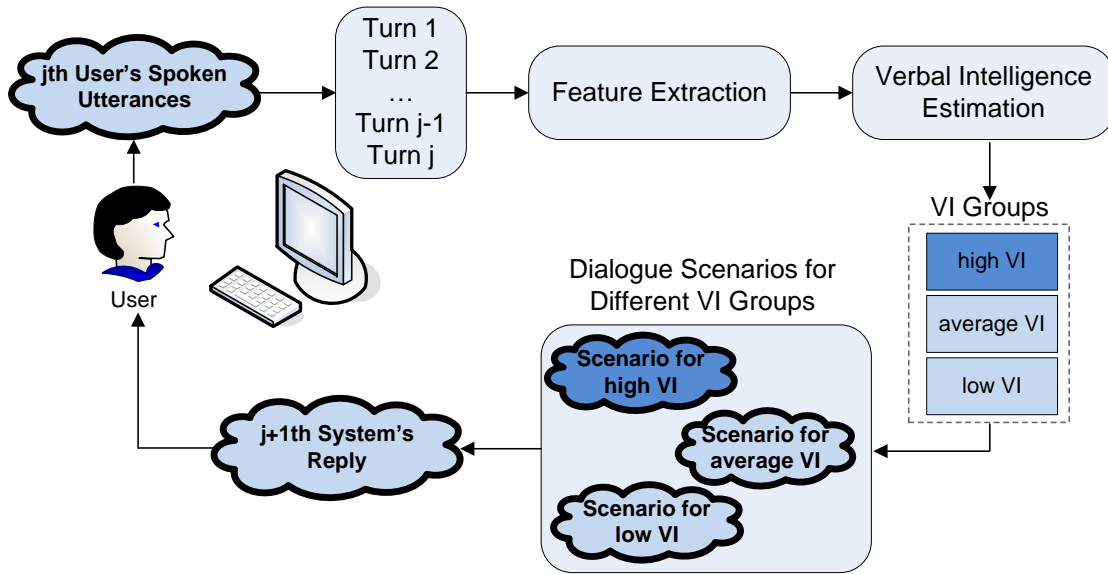 jth User's Spoken
Utterances
Turn 1
Turn 2
…
Turn j-1
Turn j
Feature Extraction
Verbal Intelligence
Estimation
VI Groups
high VI
average VI
low VI
Dialogue Scenarios for
Different VI Groups
Scenario for
high VI
Scenario for
average VI
Scenario for
low VI
j+1th System's
Reply
User